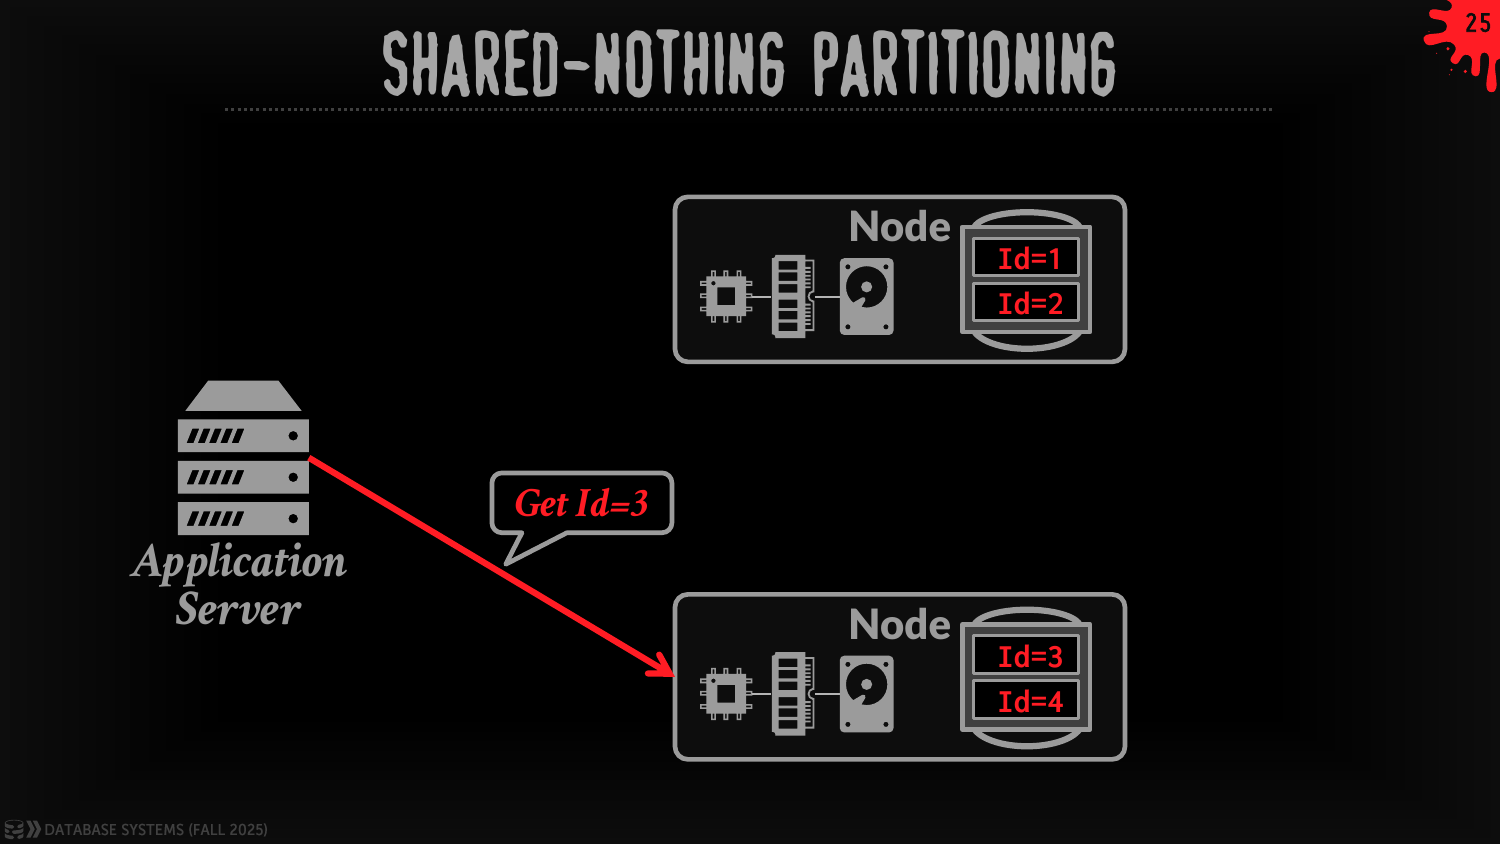 25
SHARED-NOTHING PARTITIONING
Node
Id=1
Id=2
Get Id=3
Application
Server
Node
Id=3
Id=4
DATABASE SYSTEMS (FALL 2025)